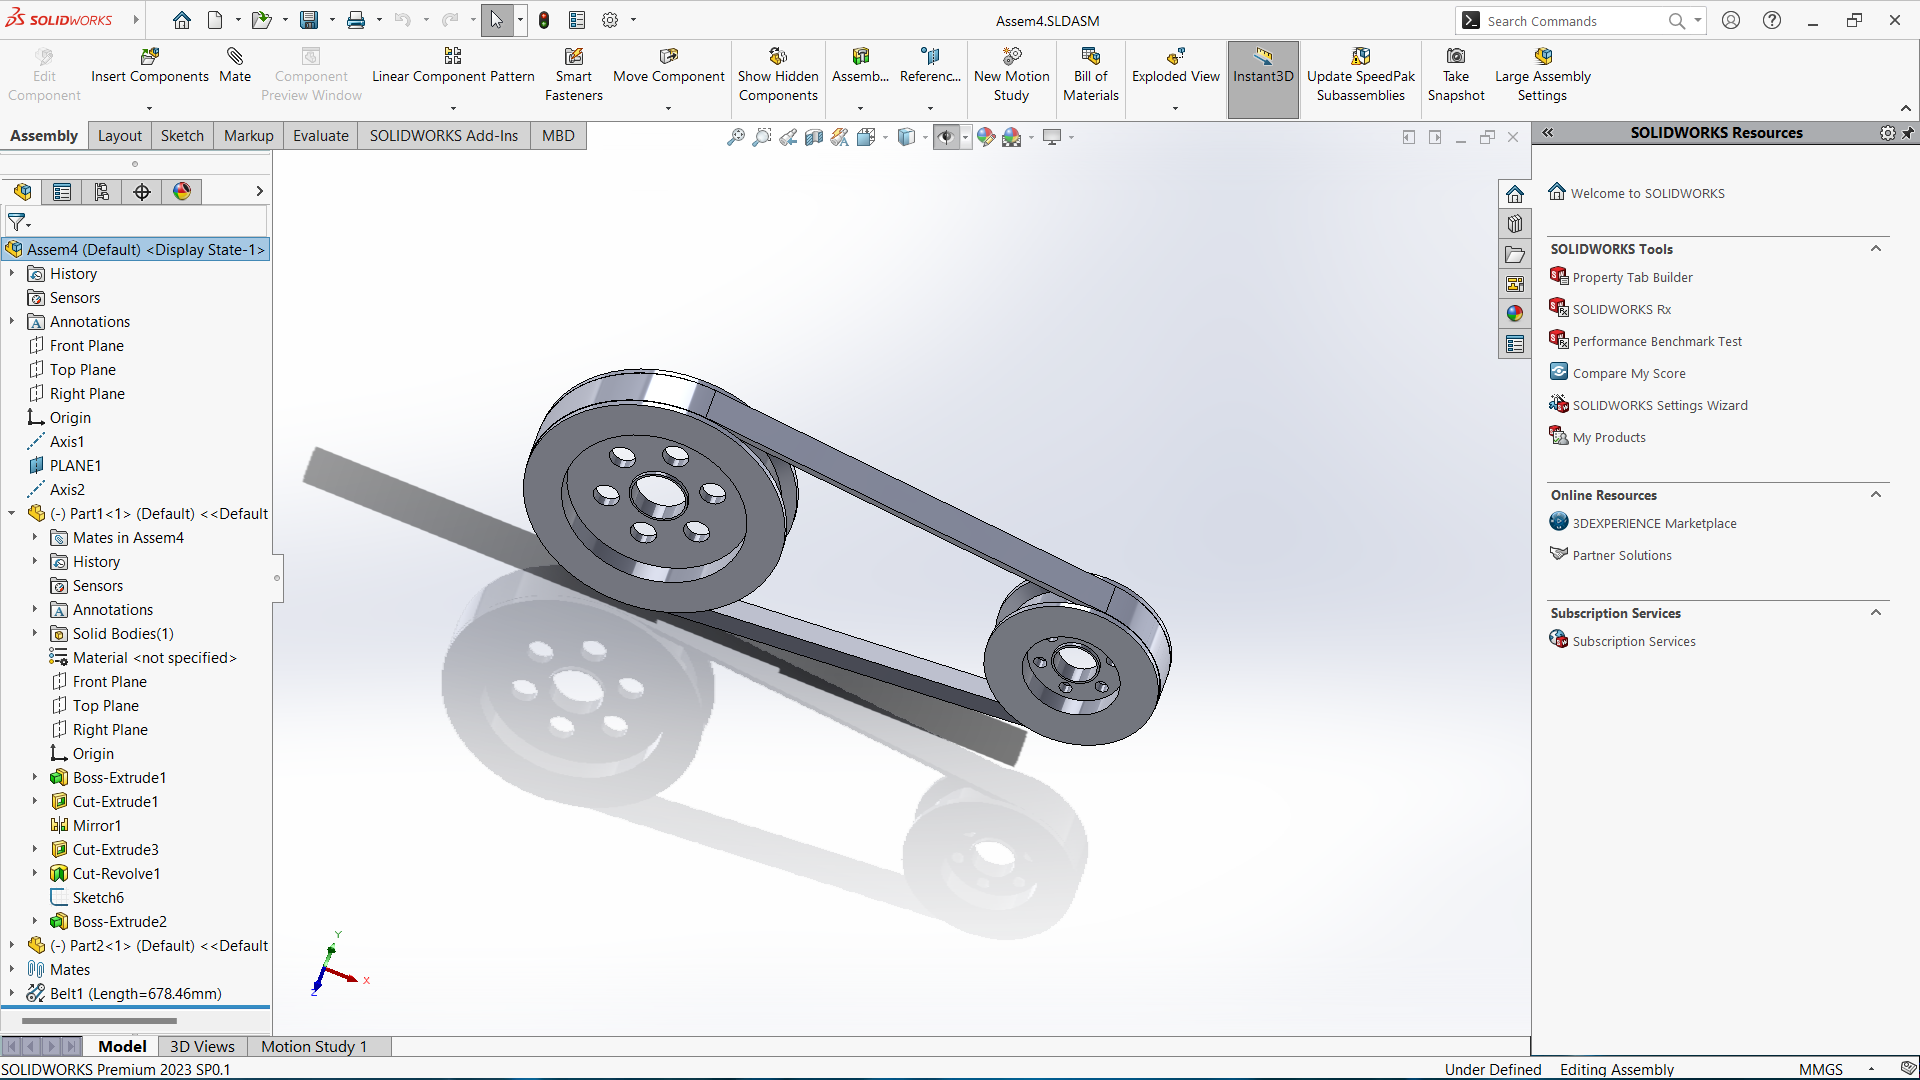 SOLIDWORKS
Assem4.SLDASM
Search Commands
Edit Component
Insert Components
Mate
Component Preview Window
Linear Component Pattern
Smart Fasteners
Move Component
Show Hidden Components
Assemb...
Referenc...
New Motion Study
Bill of Materials
Exploded View
Instant3D
Update SpeedPak Subassemblies
Take Snapshot
Large Assembly Settings
Assembly
Layout
Sketch
Markup
Evaluate
SOLIDWORKS Add-Ins
MBD
Assem4 (Default) <Display State-1>
History
Sensors
Annotations
Front Plane
Top Plane
Right Plane
Origin
Axis1
PLANE1
Axis2
(-) Part1<1> (Default) <<Default
Mates in Assem4
History
Sensors
Annotations
Solid Bodies(1)
Material <not specified>
Front Plane
Top Plane
Right Plane
Origin
Boss-Extrude1
Cut-Extrude1
Mirror1
Cut-Extrude3
Cut-Revolve1
Sketch6
Boss-Extrude2
(-) Part2<1> (Default) <<Default
Mates
Belt1 (Length=678.46mm)
Y
X
Z
SOLIDWORKS Resources
Welcome to SOLIDWORKS
SOLIDWORKS Tools
Property Tab Builder
SOLIDWORKS Rx
Performance Benchmark Test
Compare My Score
SOLIDWORKS Settings Wizard
My Products
Online Resources
3DEXPERIENCE Marketplace
Partner Solutions
Subscription Services
Subscription Services
Model
3D Views
Motion Study 1
SOLIDWORKS Premium 2023 SP0.1
Under Defined
Editing Assembly
MMGS